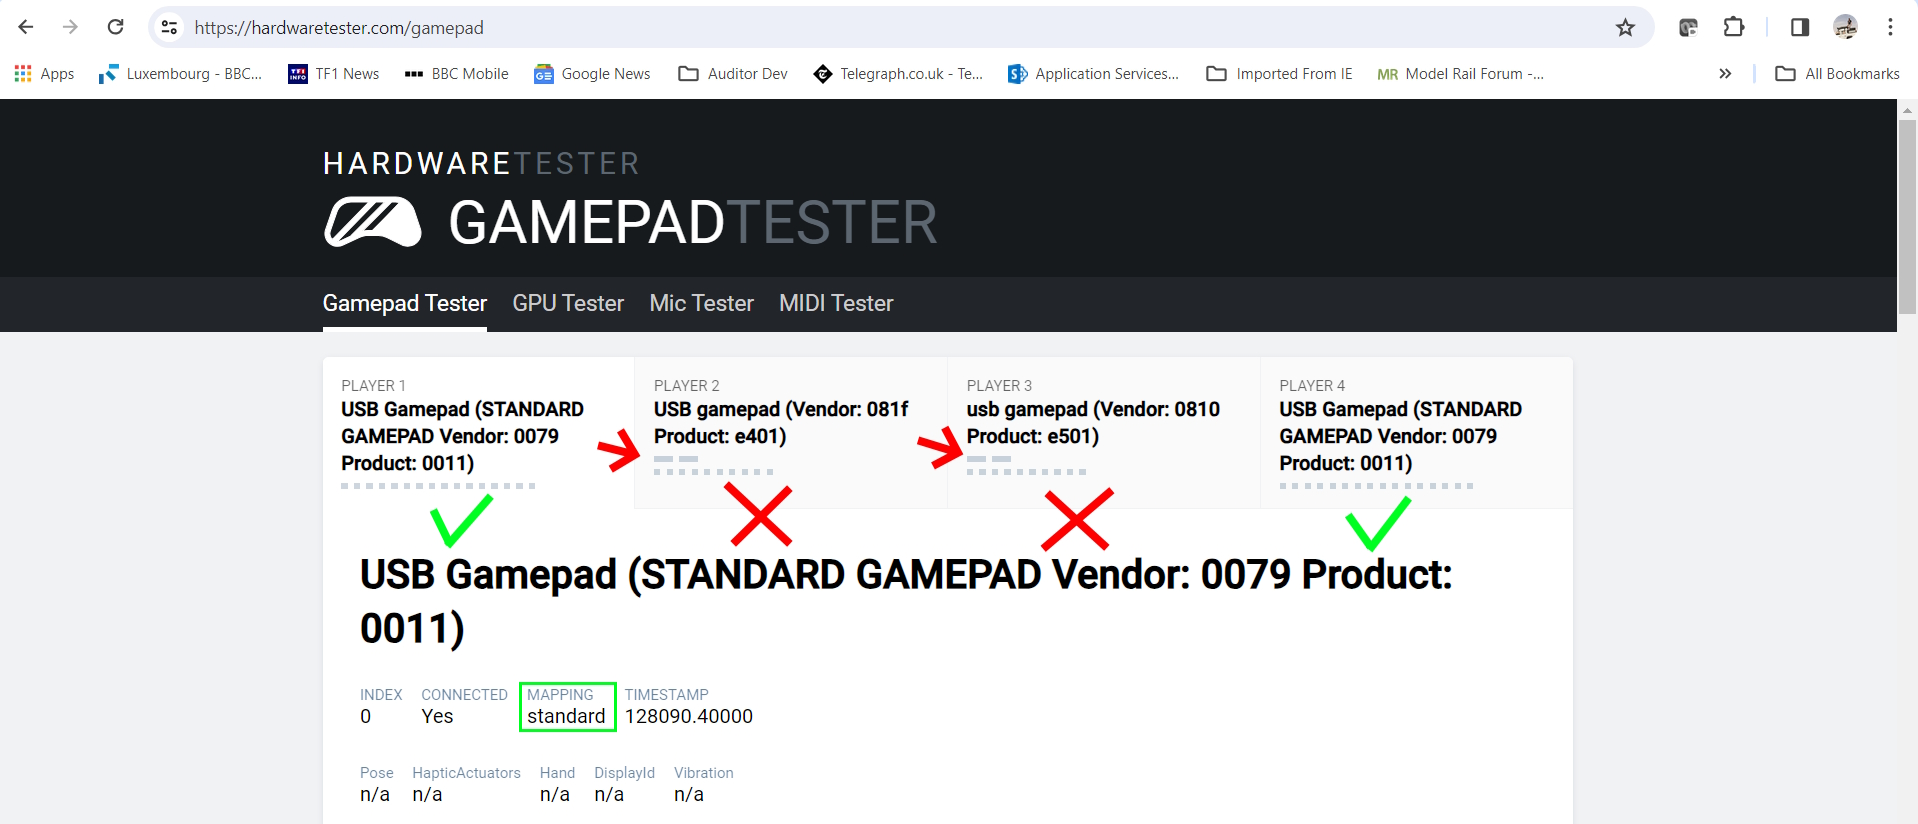 https://hardwaretester.com/gamepad
Apps Luxembourg - BBC... TF1 News BBC Mobile Google News Auditor Dev Telegraph.co.uk - Te... Application Services... Imported From IE MR Model Rail Forum -... » All Bookmarks
HARDWARETESTER
GAMEPADTESTER
Gamepad Tester GPU Tester Mic Tester MIDI Tester
PLAYER 1
USB Gamepad (STANDARD
GAMEPAD Vendor: 0079
Product: 0011)
PLAYER 2
USB gamepad (Vendor: 081f
Product: e401)
PLAYER 3
usb gamepad (Vendor: 0810
Product: e501)
PLAYER 4
USB Gamepad (STANDARD
GAMEPAD Vendor: 0079
Product: 0011)
USB Gamepad (STANDARD GAMEPAD Vendor: 0079 Product:
0011)
INDEX CONNECTED MAPPING TIMESTAMP
0 Yes standard 128090.40000
Pose HapticActuators Hand DisplayId Vibration
n/a n/a n/a n/a n/a